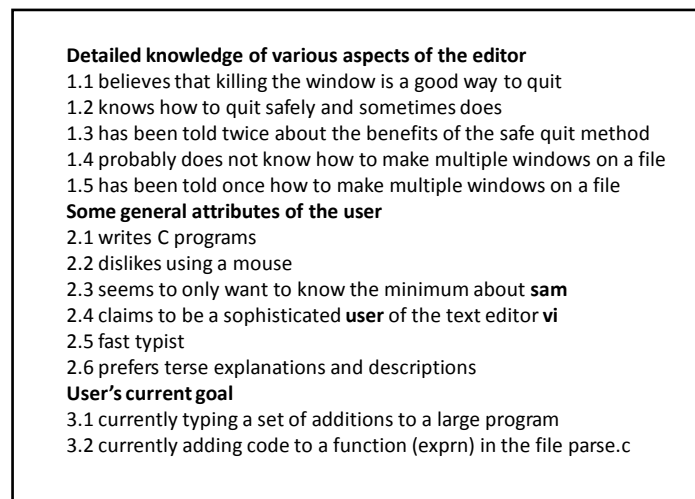 Detailed knowledge of various aspects of the editor
1.1 believes that killing the window is a good way to quit
1.2 knows how to quit safely and sometimes does
1.3 has been told twice about the benefits of the safe quit method
1.4 probably does not know how to make multiple windows on a file
1.5 has been told once how to make multiple windows on a file
Some general attributes of the user
2.1 writes C programs
2.2 dislikes using a mouse
2.3 seems to only want to know the minimum about sam
2.4 claims to be a sophisticated user of the text editor vi
2.5 fast typist
2.6 prefers terse explanations and descriptions
User's current goal
3.1 currently typing a set of additions to a large program
3.2 currently adding code to a function (exprn) in the file parse.c